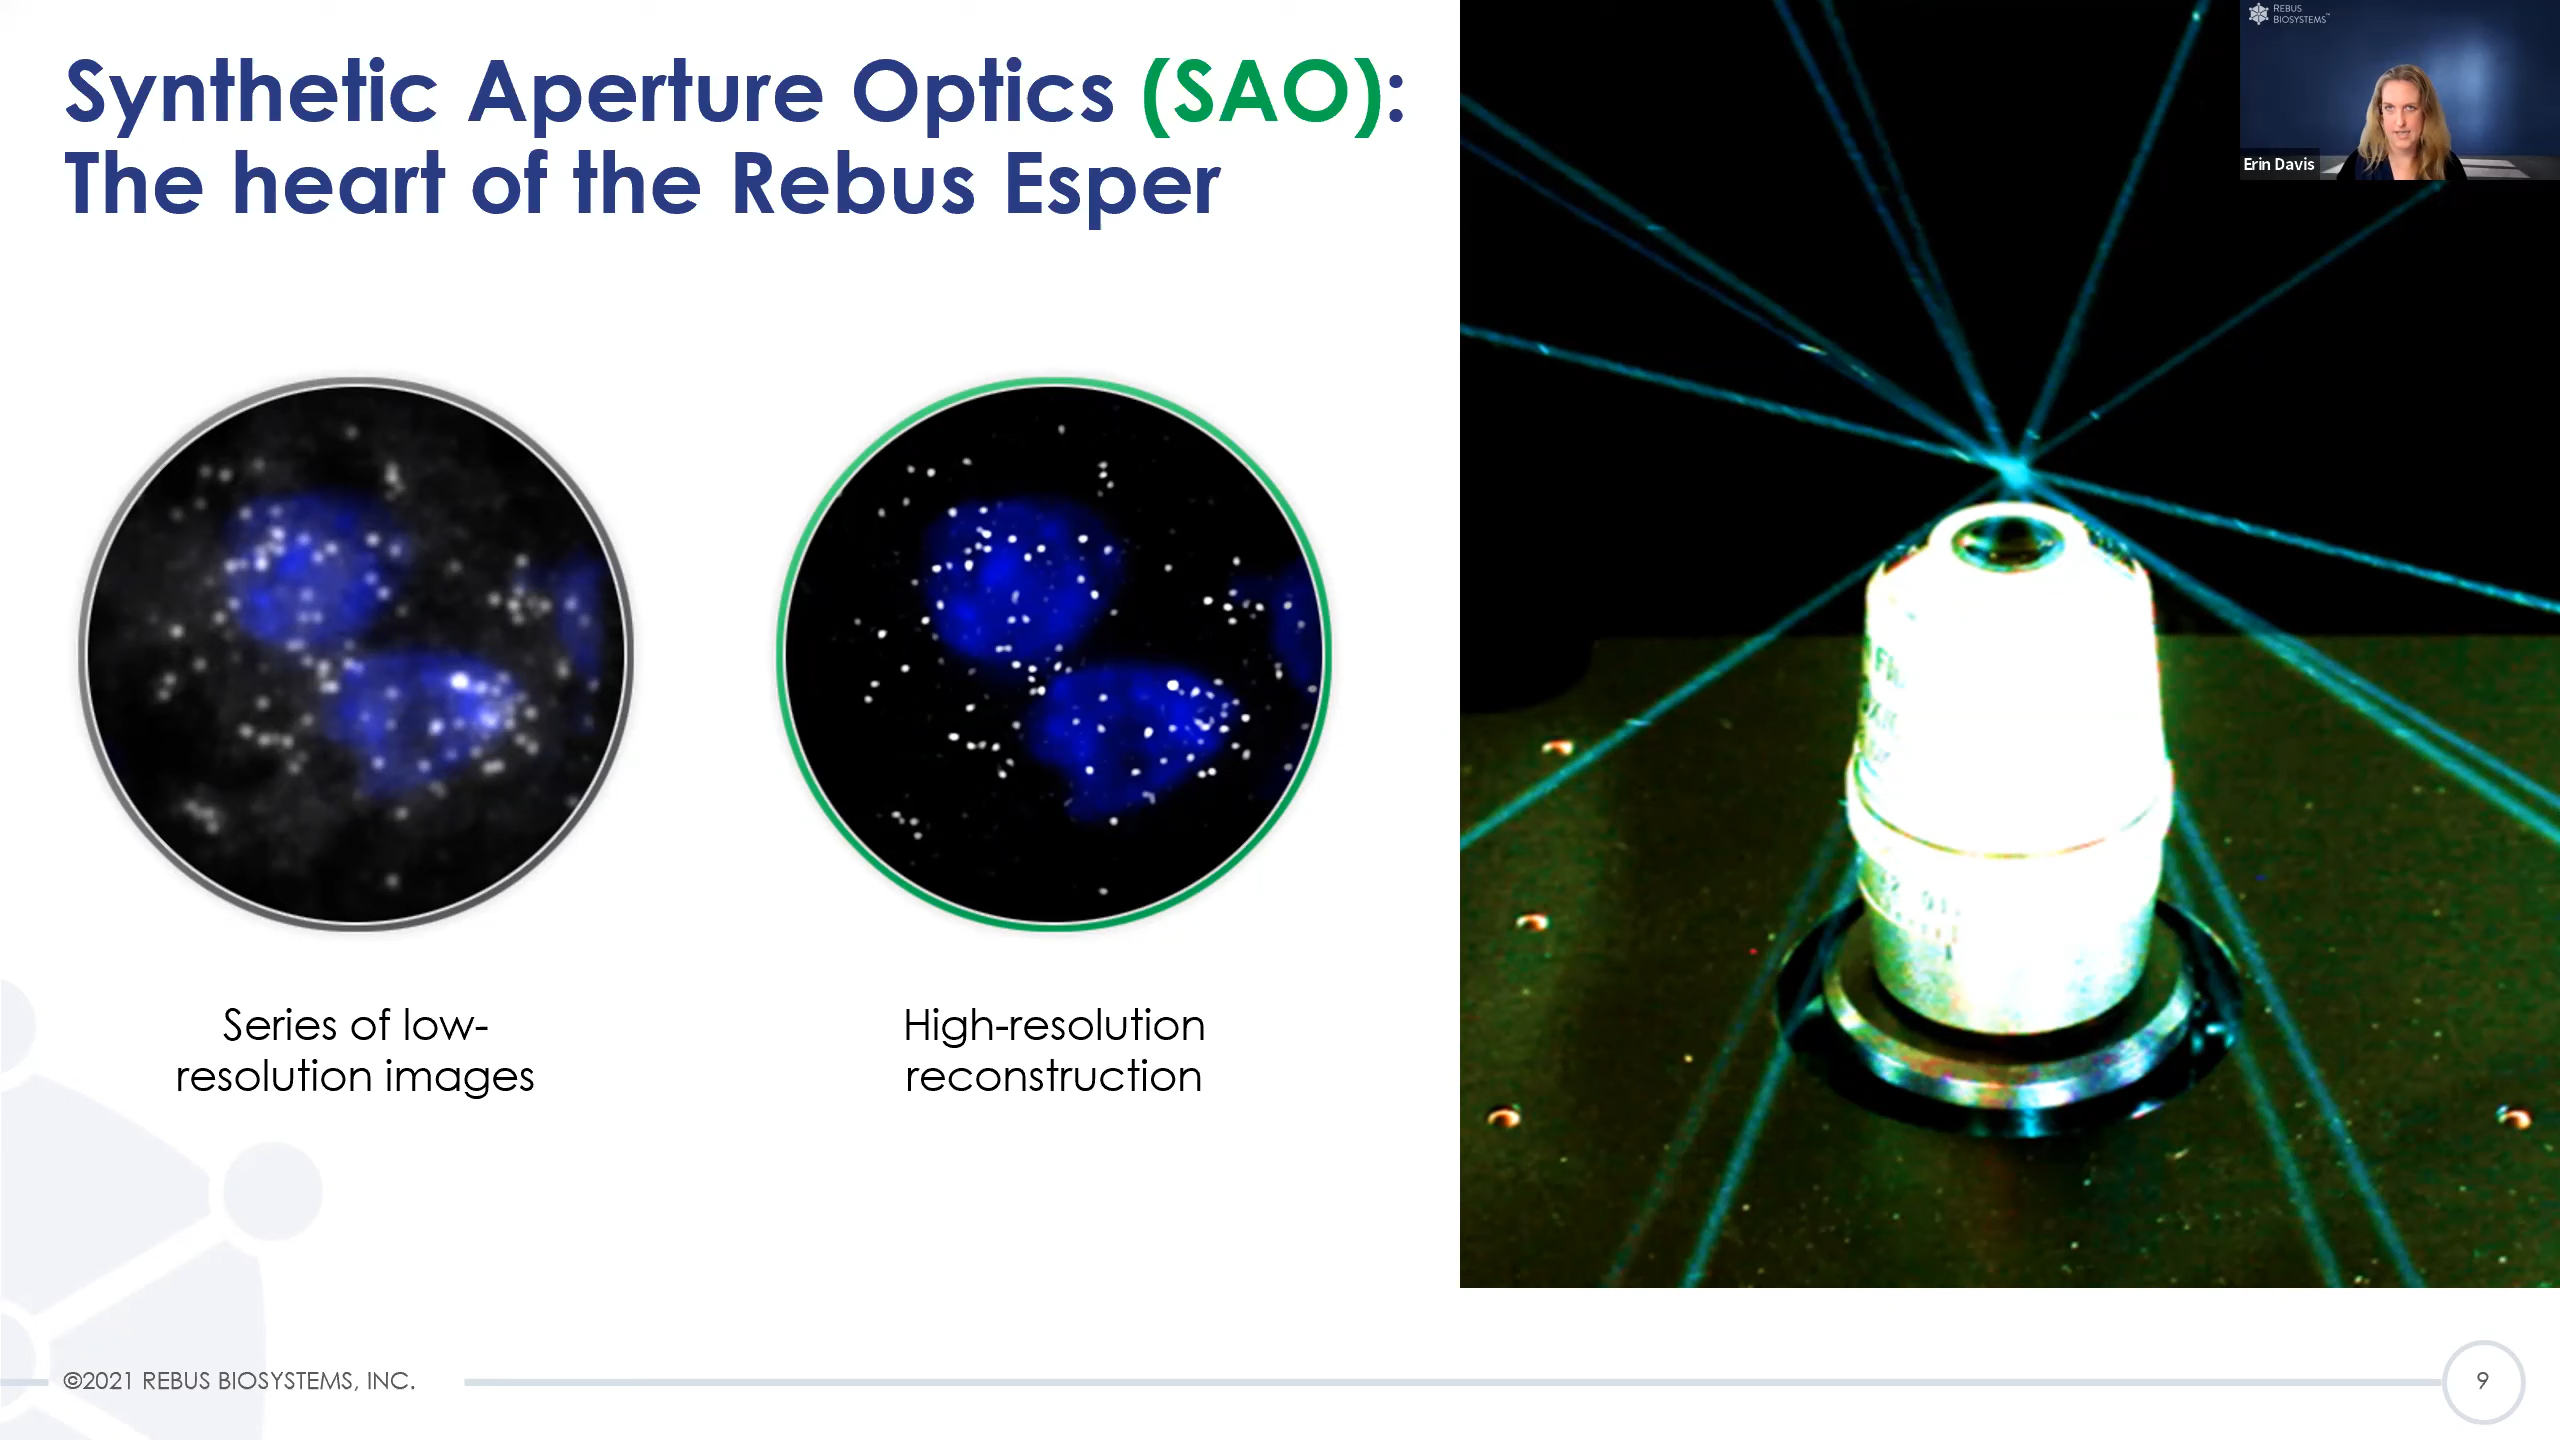 Synthetic Aperture Optics (SAO):
The heart of the Rebus Esper
REBUS
BIOSYSTEMS™
Erin Davis
Series of low-
resolution images
High-resolution
reconstruction
©2021 REBUS BIOSYSTEMS, INC.
9